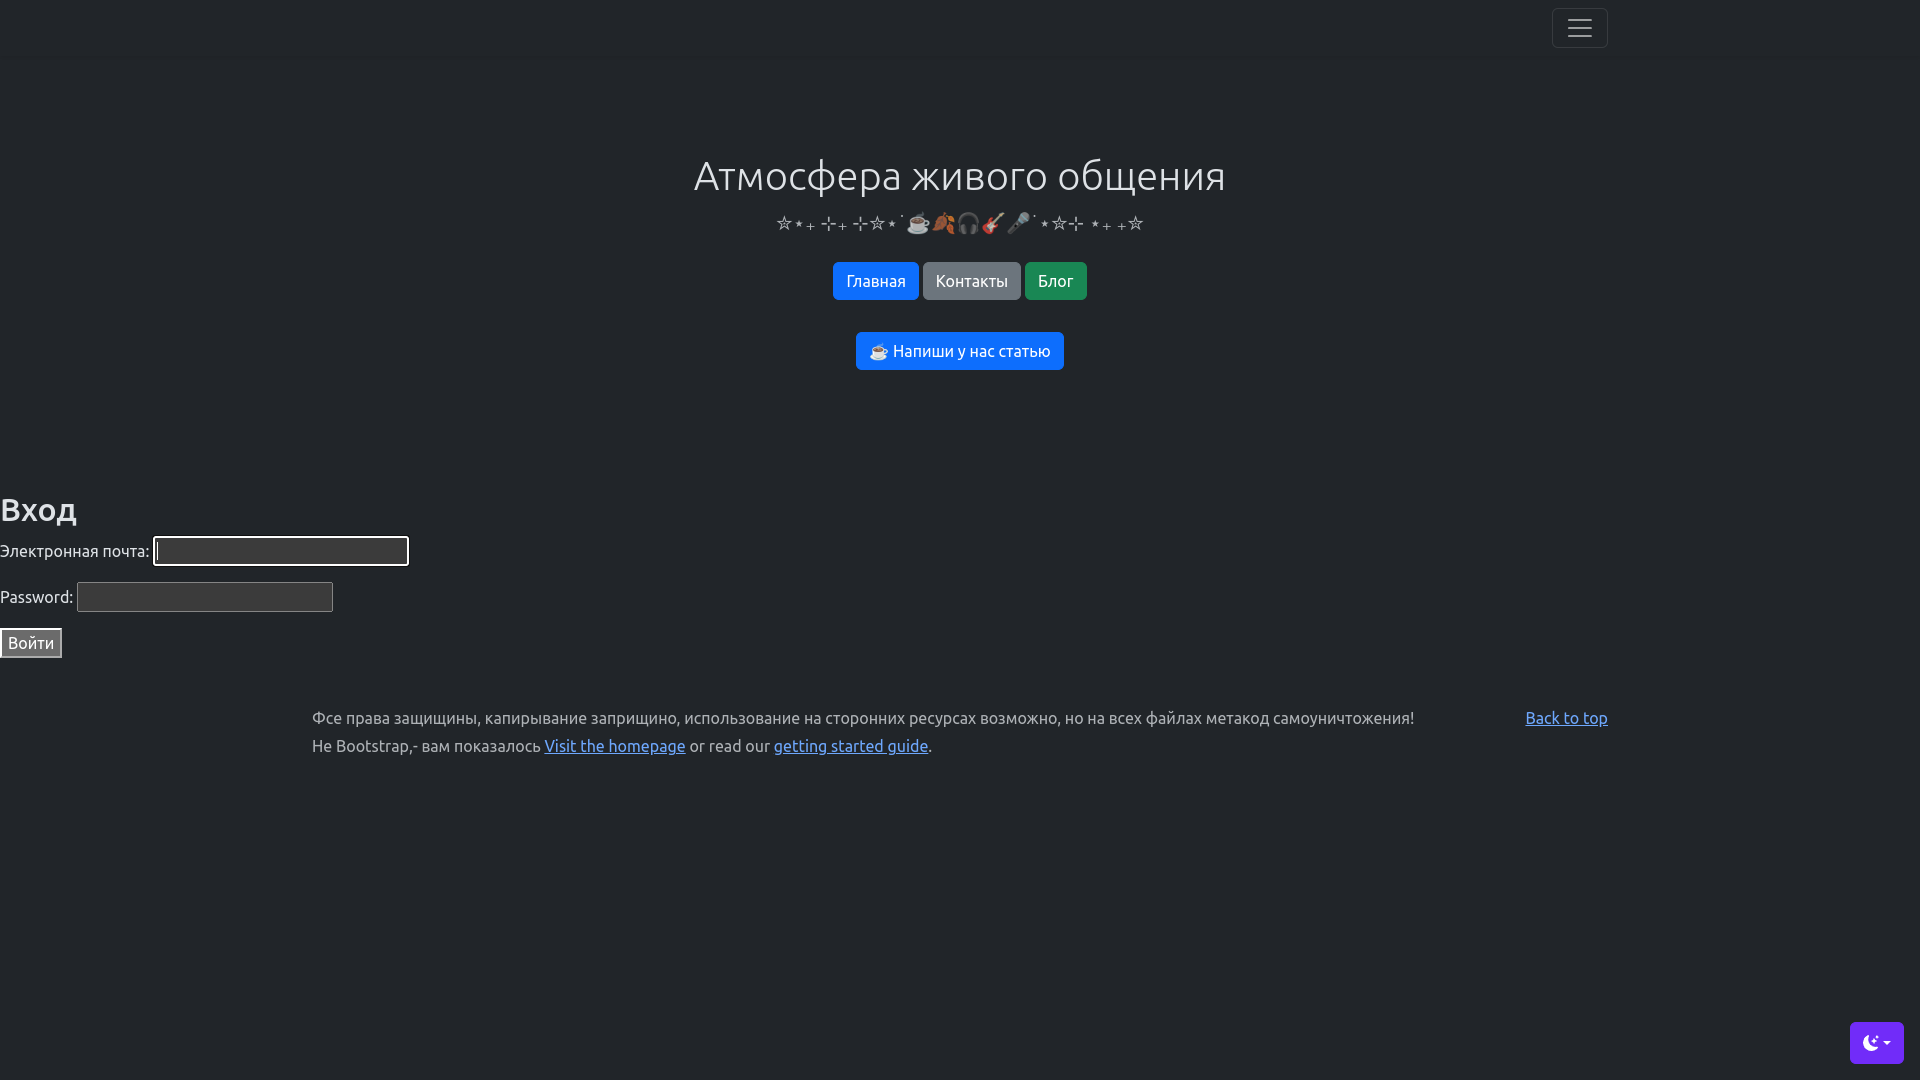 Атмосфера живого общения
✮⋆₊ ⊹₊ ⊹✮⋆˙☕🍂🎧🎸🎤˙⋆✮⊹ ⋆₊ ₊✮
Главная Контакты Блог
☕ Напиши у нас статью
Вход
Электронная почта:
Password:
Войти
Фсе права защищины, капирывание заприщино, использование на сторонних ресурсах возможно, но на всех файлах метакод самоуничтожения! Back to top
Не Bootstrap,- вам показалось Visit the homepage or read our getting started guide.